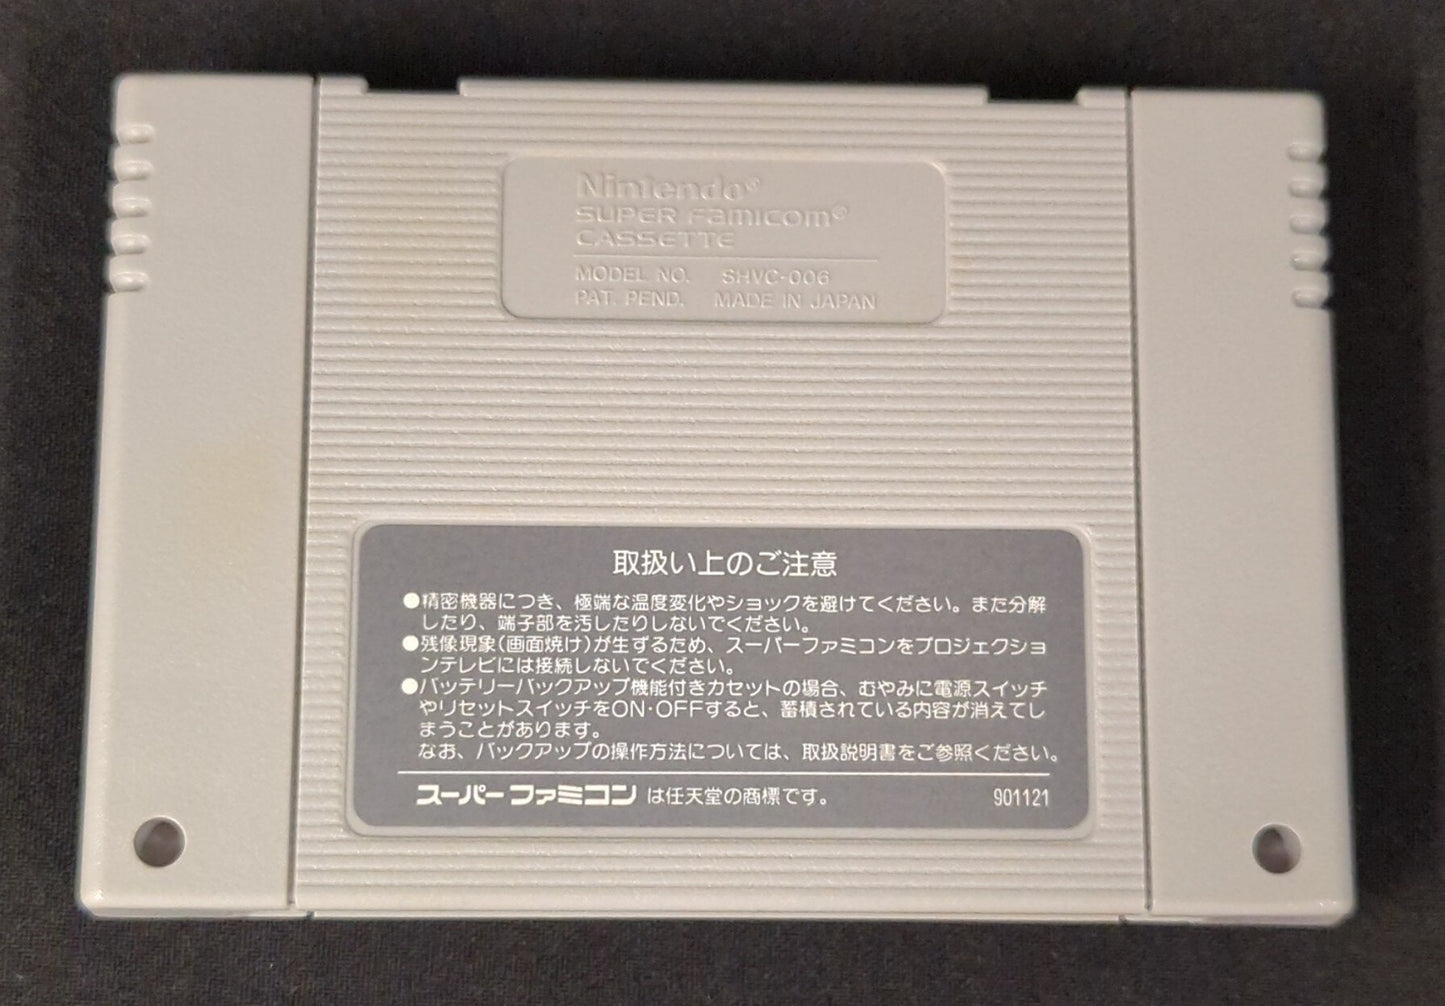 Nintendo®
SUPER Famicom®
CASSETTE
MODEL NO. SHVC-006
PAT. PEND. MADE IN JAPAN
取扱い上のご注意
●精密機器につき、極端な温度変化やショックを避けてください。また分解
したり、端子部を汚したりしないでください。
●残像現象(画面焼け)が生ずるため、スーパーファミコンをプロジェクショ
ンテレビには接続しないでください。
●バッテリーバックアップ機能付きカセットの場合、むやみに電源スイッチ
やリセットスイッチをON・OFFすると、蓄積されている内容が消えてし
まうことがあります。
なお、バックアップの操作方法については、取扱説明書をご参照ください。
スーパーファミコン は任天堂の商標です。 901121